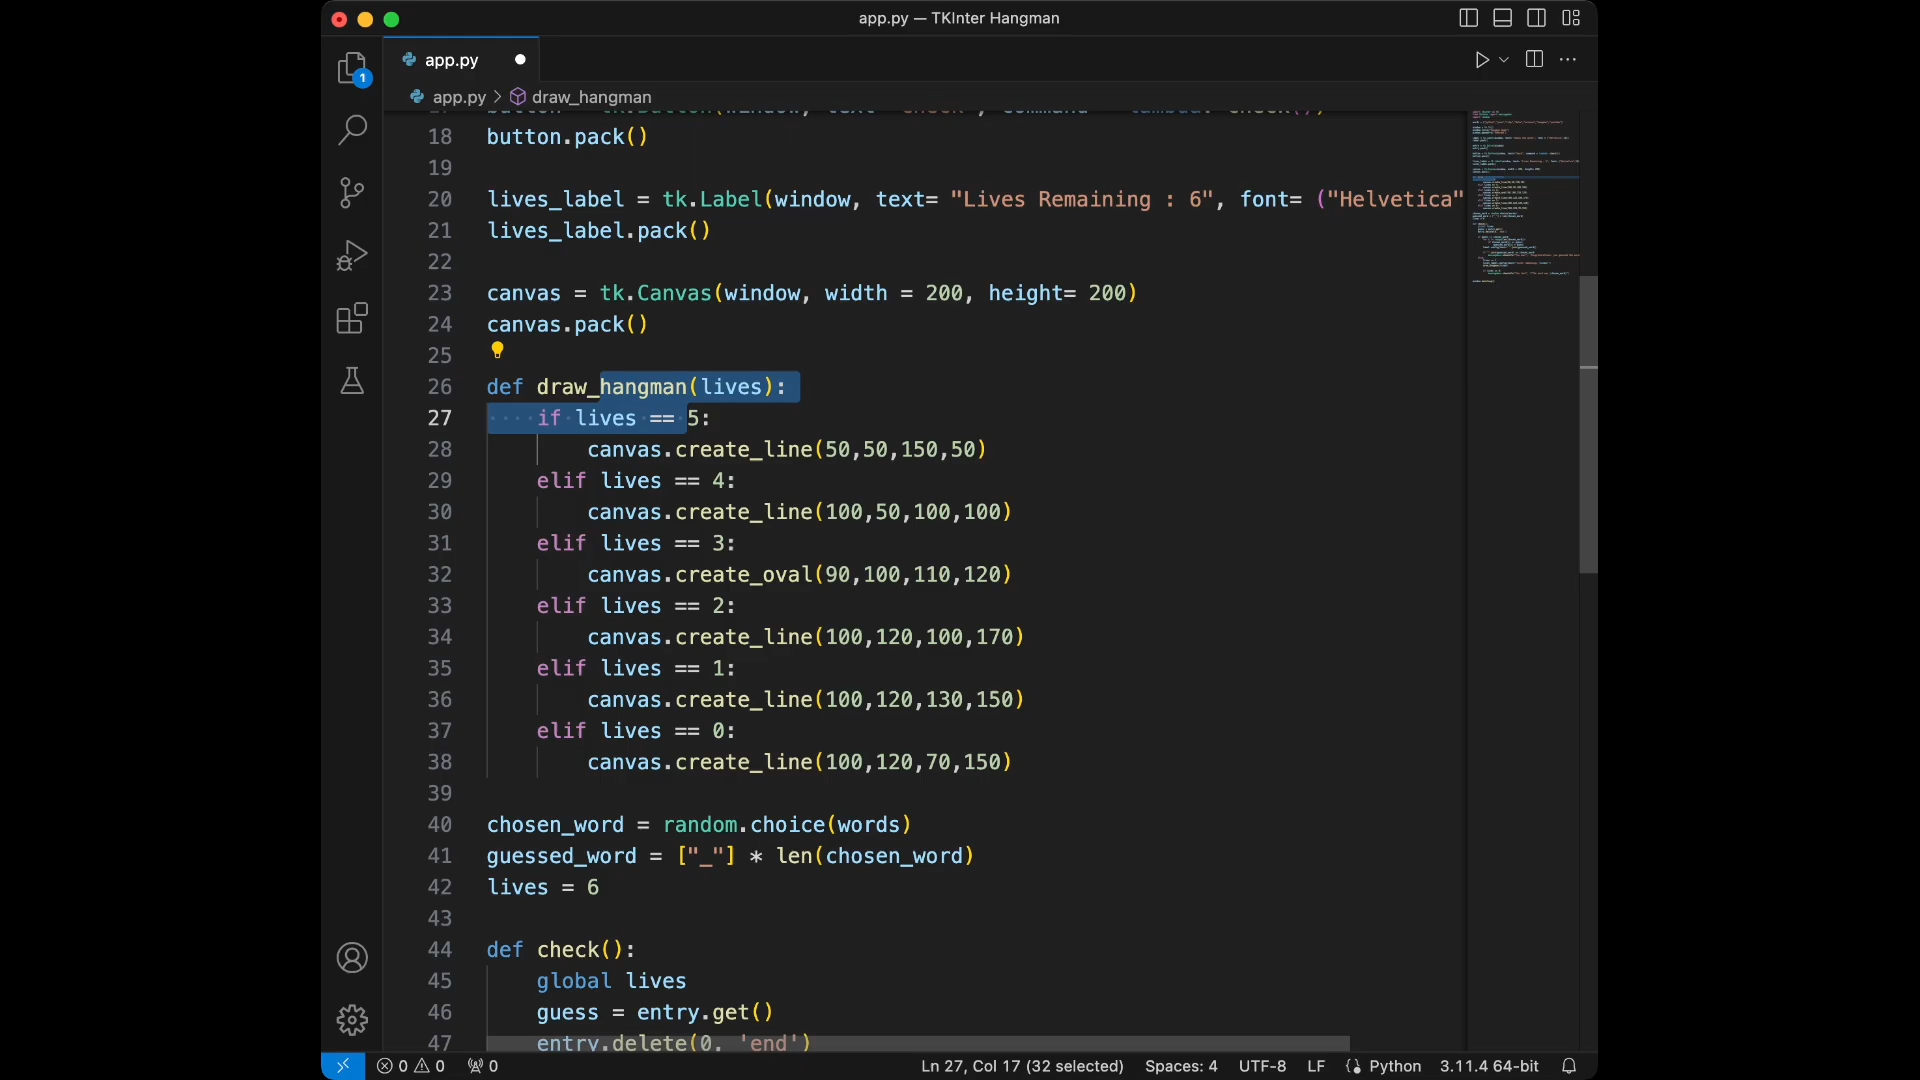 app.py — TKInter Hangman
app.py
1
app.py > draw_hangman
18 button.pack()
19
20 lives_label = tk.Label(window, text= "Lives Remaining : 6", font= ("Helvetica"
21 lives_label.pack()
22
23 canvas = tk.Canvas(window, width = 200, height= 200)
24 canvas.pack()
25
26 def draw_hangman(lives):
27 ····if·lives·==·5:
28 canvas.create_line(50,50,150,50)
29 elif lives == 4:
30 canvas.create_line(100,50,100,100)
31 elif lives == 3:
32 canvas.create_oval(90,100,110,120)
33 elif lives == 2:
34 canvas.create_line(100,120,100,170)
35 elif lives == 1:
36 canvas.create_line(100,120,130,150)
37 elif lives == 0:
38 canvas.create_line(100,120,70,150)
39
40 chosen_word = random.choice(words)
41 guessed_word = ["_"] * len(chosen_word)
42 lives = 6
43
44 def check():
45 global lives
46 guess = entry.get()
47 entry.delete(0, 'end')
0 0 0 Ln 27, Col 17 (32 selected) Spaces: 4 UTF-8 LF Python 3.11.4 64-bit